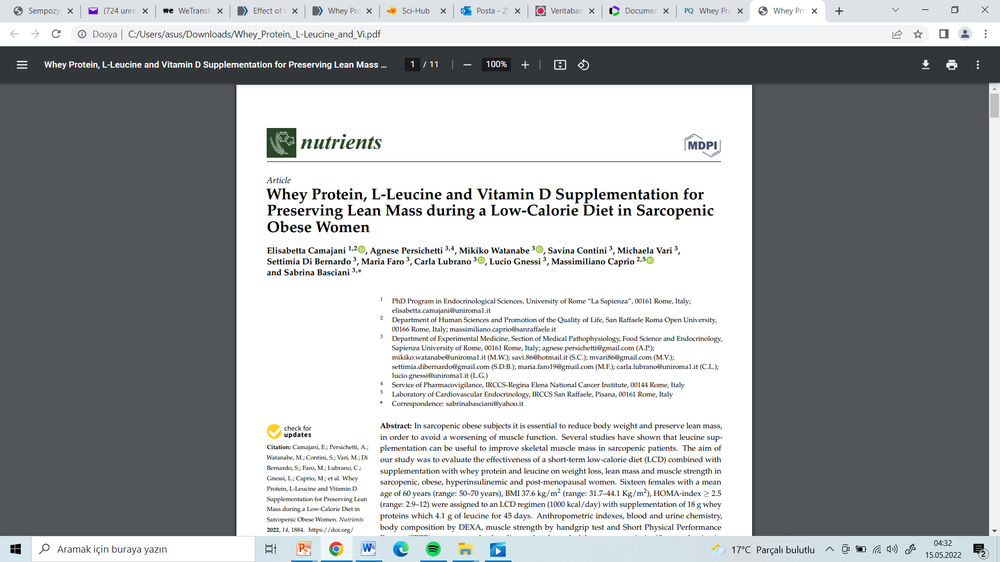 Sempozy
(724 unre
WeTransf
Effect of b
Whey Pro
Sci-Hub
Posta - Z
Veritaban
Documen
PQ Whey Pro
Whey Pro
Dosya C:/Users/asus/Downloads/Whey_Protein,_L-Leucine_and_Vi.pdf
Whey Protein, L-Leucine and Vitamin D Supplementation for Preserving Lean Mass ... 1 / 11 100%
nutrients
MDPI
Article
Whey Protein, L-Leucine and Vitamin D Supplementation for
Preserving Lean Mass during a Low-Calorie Diet in Sarcopenic
Obese Women
Elisabetta Camajani 1,2 iD, Agnese Persichetti 3,4, Mikiko Watanabe 3 iD, Savina Contini 3, Michaela Vari 3,
Settimia Di Bernardo 3, Maria Faro 3, Carla Lubrano 3 iD, Lucio Gnessi 3, Massimiliano Caprio 2,5 iD
and Sabrina Basciani 3,*
1 PhD Program in Endocrinological Sciences, University of Rome “La Sapienza”, 00161 Rome, Italy;
elisabetta.camajani@uniroma1.it
2 Department of Human Sciences and Promotion of the Quality of Life, San Raffaele Roma Open University,
00166 Rome, Italy; massimiliano.caprio@sanraffaele.it
3 Department of Experimental Medicine, Section of Medical Pathophysiology, Food Science and Endocrinology,
Sapienza University of Rome, 00161 Rome, Italy; agnese.persichetti@gmail.com (A.P.);
mikiko.watanabe@uniroma1.it (M.W.); savi.86@hotmail.it (S.C.); mvari86@gmail.com (M.V.);
settimia.dibernardo@gmail.com (S.D.B.); maria.faro19@gmail.com (M.F.); carla.lubrano@uniroma1.it (C.L.);
lucio.gnessi@uniroma1.it (L.G.)
4 Service of Pharmacovigilance, IRCCS-Regina Elena National Cancer Institute, 00144 Rome, Italy
5 Laboratory of Cardiovascular Endocrinology, IRCCS San Raffaele, Pisana, 00161 Rome, Italy
* Correspondence: sabrinabasciani@yahoo.it
check for
updates
Citation: Camajani, E.; Persichetti, A.;
Watanabe, M.; Contini, S.; Vari, M.; Di
Bernardo, S.; Faro, M.; Lubrano, C.;
Gnessi, L.; Caprio, M.; et al. Whey
Protein, L-Leucine and Vitamin D
Supplementation for Preserving Lean
Mass during a Low-Calorie Diet in
Sarcopenic Obese Women. Nutrients
2022, 14, 1884. https://doi.org/
Abstract: In sarcopenic obese subjects it is essential to reduce body weight and preserve lean mass,
in order to avoid a worsening of muscle function. Several studies have shown that leucine sup-
plementation can be useful to improve skeletal muscle mass in sarcopenic patients. The aim of
our study was to evaluate the effectiveness of a short-term low-calorie diet (LCD) combined with
supplementation with whey protein and leucine on weight loss, lean mass and muscle strength in
sarcopenic, obese, hyperinsulinemic and post-menopausal women. Sixteen females with a mean
age of 60 years (range: 50–70 years), BMI 37.6 kg/m2 (range: 31.7–44.1 Kg/m2), HOMA-index ≥ 2.5
(range: 2.9–12) were assigned to an LCD regimen (1000 kcal/day) with supplementation of 18 g whey
proteins which 4.1 g of leucine for 45 days. Anthropometric indexes, blood and urine chemistry,
body composition by DEXA, muscle strength by handgrip test and Short Physical Performance
Aramak için buraya yazın
17°C Parçalı bulutlu
04:32
15.05.2022
2